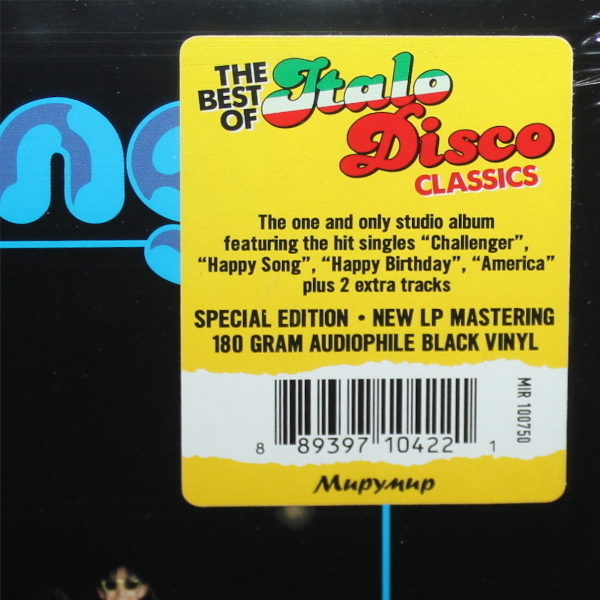 ng
THE
BEST
OF
Italo
Disco
CLASSICS
The one and only studio album
featuring the hit singles “Challenger”,
“Happy Song”, “Happy Birthday”, “America”
plus 2 extra tracks
SPECIAL EDITION • NEW LP MASTERING
180 GRAM AUDIOPHILE BLACK VINYL
MIR 100750
8 89397 10422 1
Мирумир